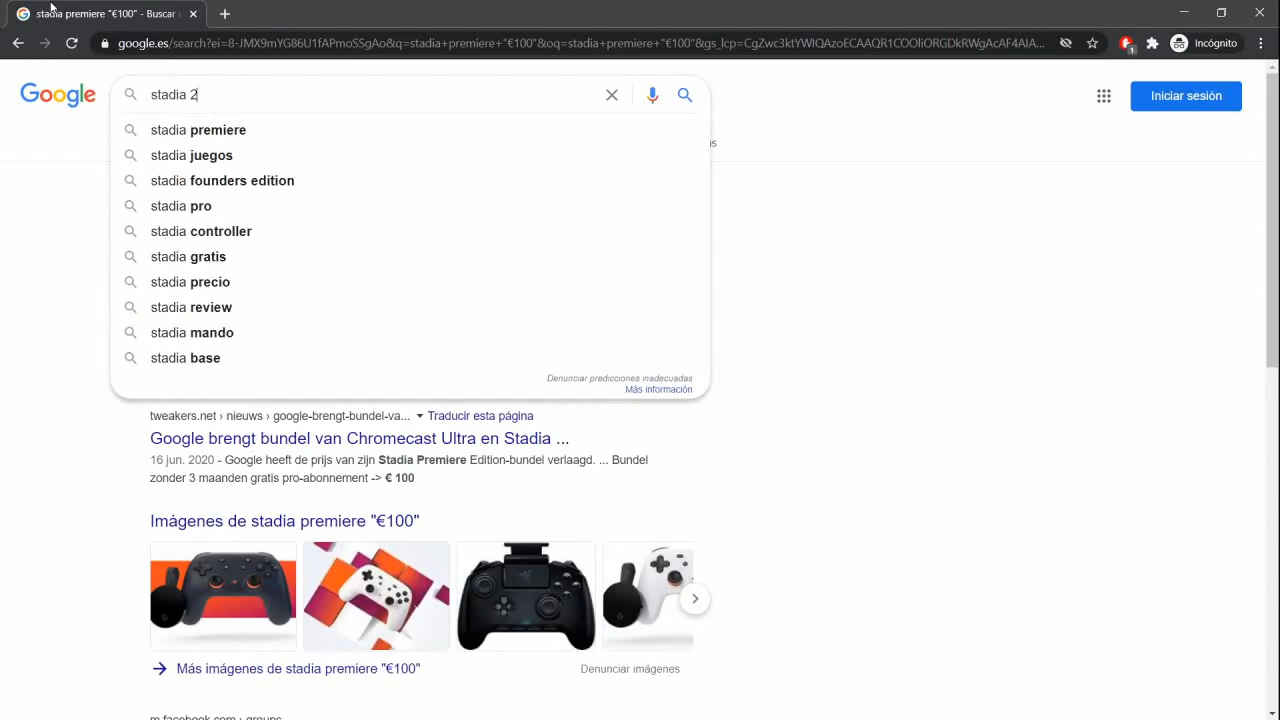 stadia premiere "€100" - Buscar
google.es/search?ei=8-JMX9mYG86U1fAPmoSSgAo&q=stadia+premiere+"€100"&oq=stadia+premiere+"€100"&gs_lcp=CgZwc3ktYWIQAzoECAAQR1COOliORGDkRWgAcAF4AIA...
1
Incógnito
Google
stadia 2
Iniciar sesión
stadia premiere
stadia juegos
stadia founders edition
stadia pro
stadia controller
stadia gratis
stadia precio
stadia review
stadia mando
stadia base
Denunciar predicciones inadecuadas
Más información
tweakers.net › nieuws › google-brengt-bundel-va... Traducir esta página
Google brengt bundel van Chromecast Ultra en Stadia ...
16 jun. 2020 - Google heeft de prijs van zijn Stadia Premiere Edition-bundel verlaagd. ... Bundel
zonder 3 maanden gratis pro-abonnement -> € 100
Imágenes de stadia premiere "€100"
Más imágenes de stadia premiere "€100"
Denunciar imágenes
m.facebook.com › groups